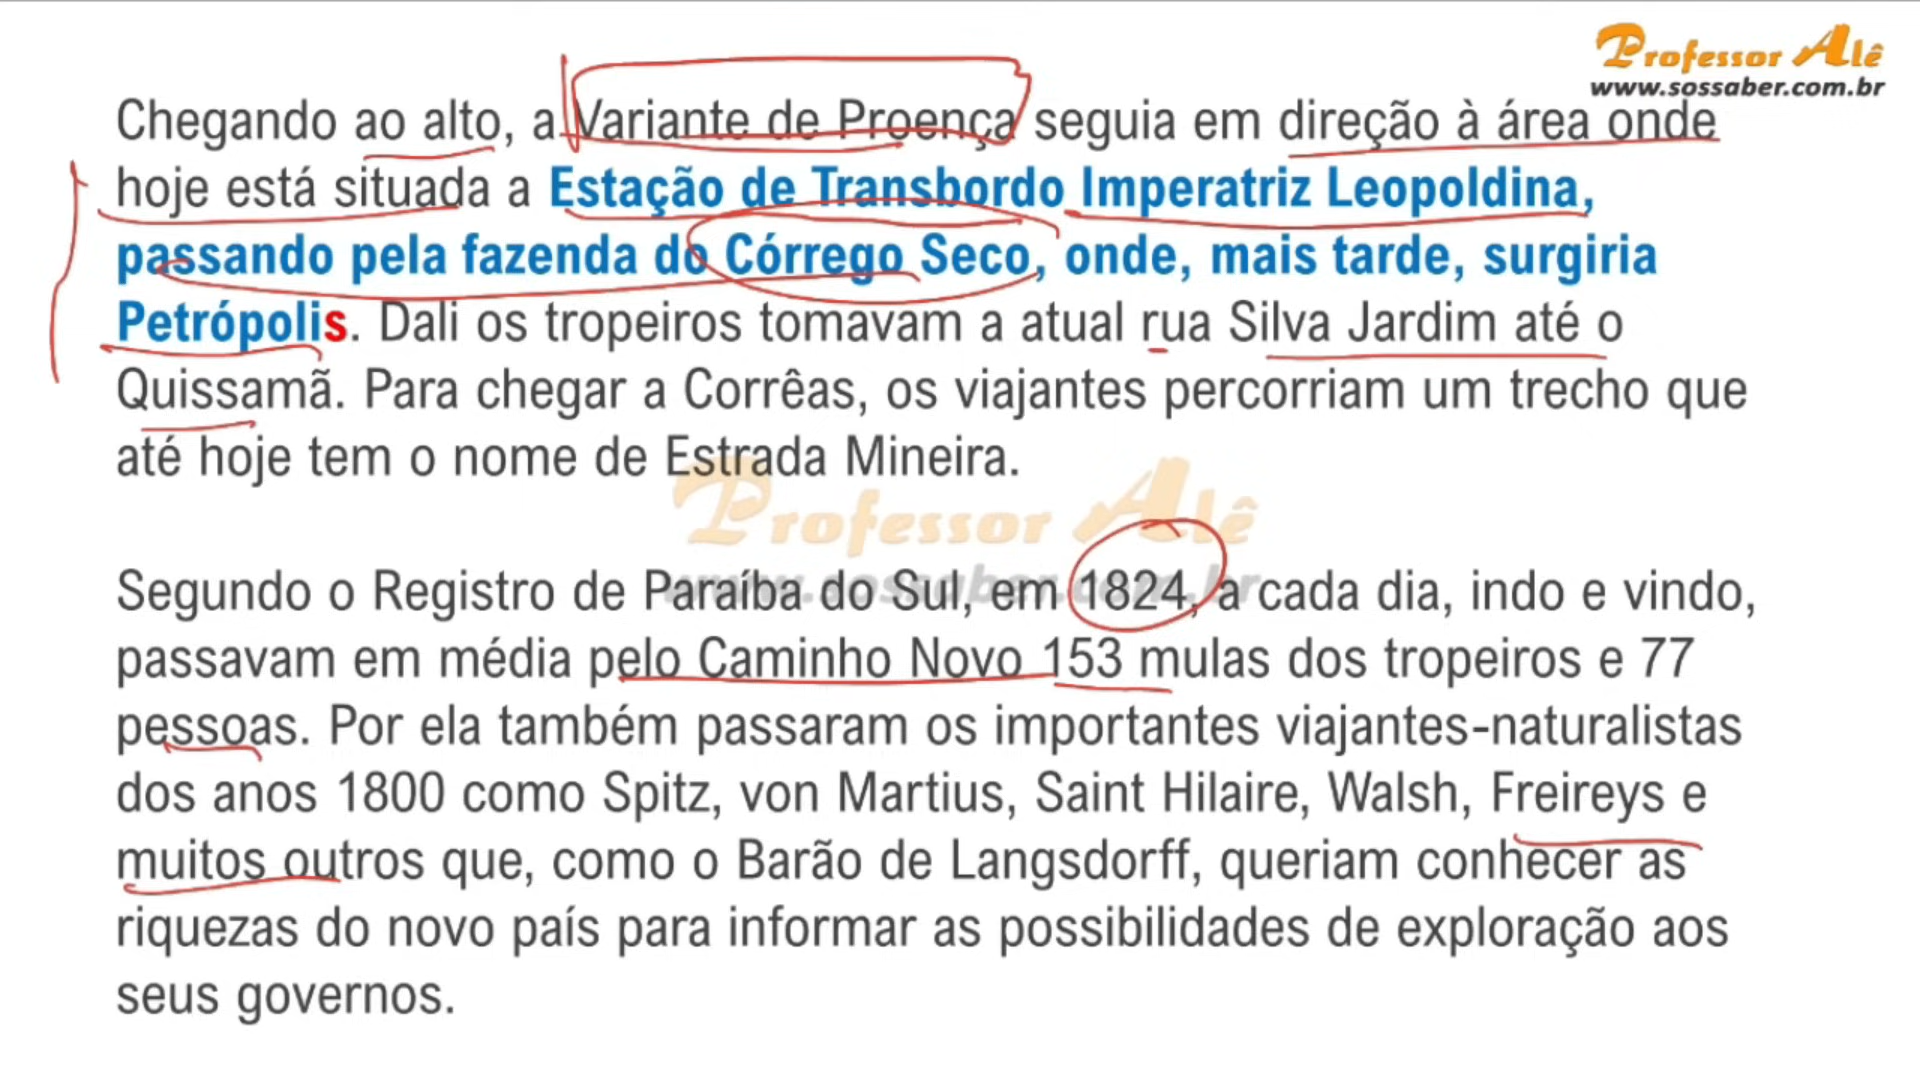 Professor Alê
www.sossaber.com.br
Chegando ao alto, a Variante de Proença seguia em direção à área onde
hoje está situada a Estação de Transbordo Imperatriz Leopoldina,
passando pela fazenda do Córrego Seco, onde, mais tarde, surgiria
Petrópolis. Dali os tropeiros tomavam a atual rua Silva Jardim até o
Quissamã. Para chegar a Corrêas, os viajantes percorriam um trecho que
até hoje tem o nome de Estrada Mineira.
Professor Alê
www.sossaber.com.br
Segundo o Registro de Paraíba do Sul, em 1824, a cada dia, indo e vindo,
passavam em média pelo Caminho Novo 153 mulas dos tropeiros e 77
pessoas. Por ela também passaram os importantes viajantes-naturalistas
dos anos 1800 como Spitz, von Martius, Saint Hilaire, Walsh, Freireys e
muitos outros que, como o Barão de Langsdorff, queriam conhecer as
riquezas do novo país para informar as possibilidades de exploração aos
seus governos.